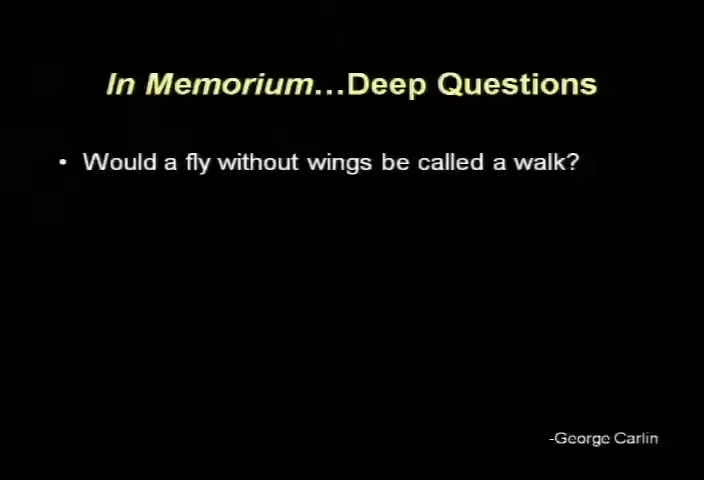 In Memorium...Deep Questions
• Would a fly without wings be called a walk?
-George Carlin